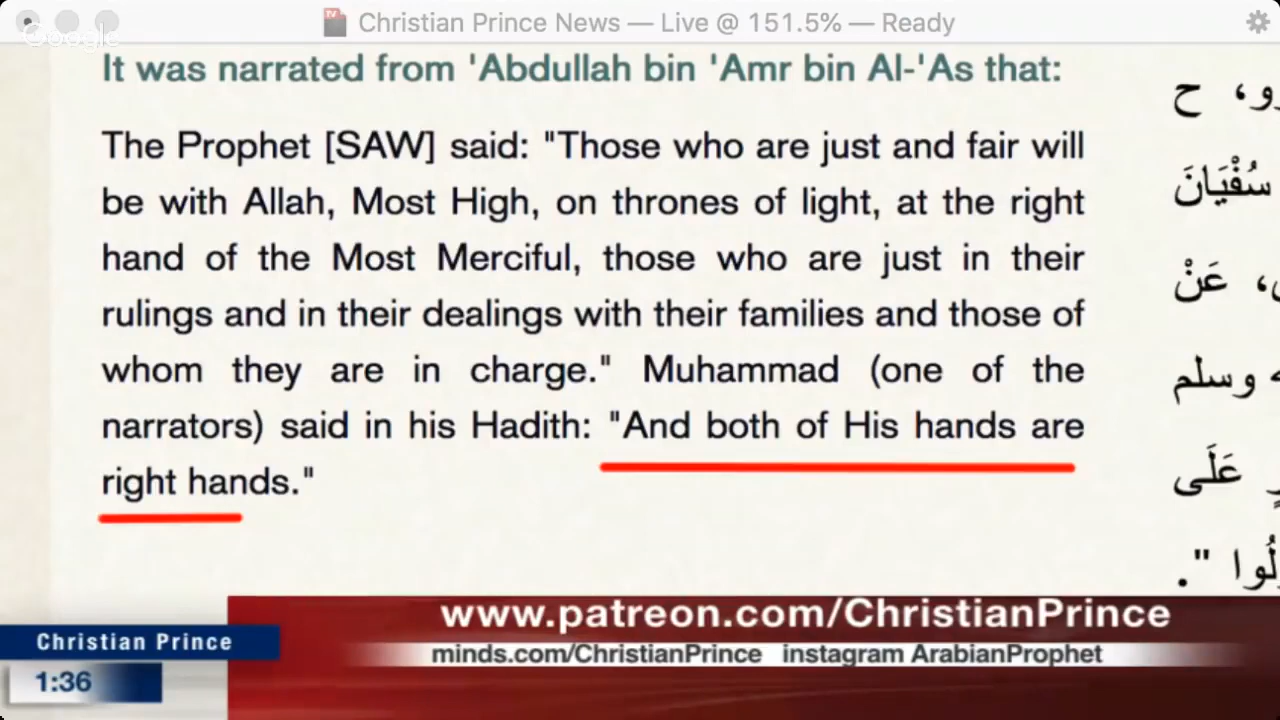 Christian Prince News — Live @ 151.5% — Ready
Google
It was narrated from 'Abdullah bin 'Amr bin Al-'As that:
The Prophet [SAW] said: "Those who are just and fair will
be with Allah, Most High, on thrones of light, at the right
hand of the Most Merciful, those who are just in their
rulings and in their dealings with their families and those of
whom they are in charge." Muhammad (one of the
narrators) said in his Hadith: "And both of His hands are
right hands."
سُفْيَانَ
عَنْ
وسلم
عَلَى
www.patreon.com/ChristianPrince
minds.com/ChristianPrince instagram ArabianProphet
Christian Prince
1:36